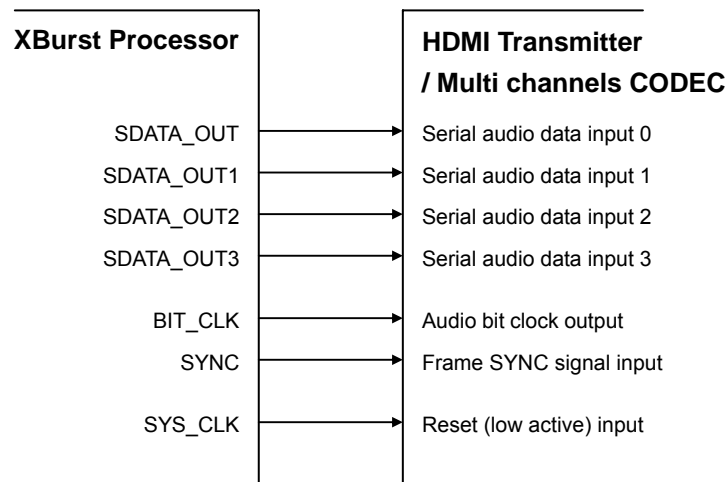 XBurst Processor
HDMI Transmitter
/ Multi channels CODEC
SDATA_OUT
Serial audio data input 0
SDATA_OUT1
Serial audio data input 1
SDATA_OUT2
Serial audio data input 2
SDATA_OUT3
Serial audio data input 3
BIT_CLK
Audio bit clock output
SYNC
Frame SYNC signal input
SYS_CLK
Reset (low active) input